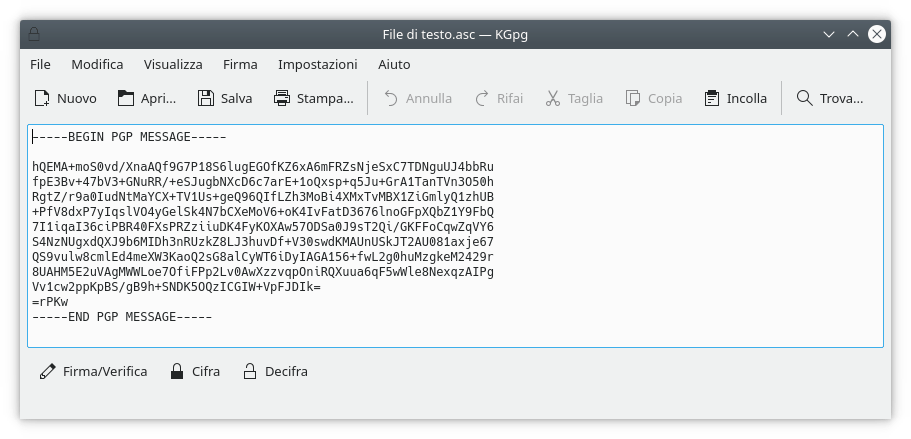 File di testo.asc — KGpg
File Modifica Visualizza Firma Impostazioni Aiuto
Nuovo Apri... Salva Stampa... Annulla Rifai Taglia Copia Incolla Trova...
-----BEGIN PGP MESSAGE-----
hQEMA+moS0vd/XnaAQf9G7P18S6lugEGOfKZ6xA6mFRZsNjeSxC7TDNguUJ4bbRu
fpE3Bv+47bV3+GNuRR/+eSJugbNXcD6c7arE+1oQxsp+q5Ju+GrA1TanTVn3O50h
RgtZ/r9a0IudNtMaYCX+TV1Us+geQ96QIfLZh3MoBi4XMxTvMBX1ZiGmlyQ1zhUB
+PfV8dxP7yIqslVO4yGelSk4N7bCXeMoV6+oK4IvFatD3676lnoGFpXQbZ1Y9FbQ
7I1iqaI36ciPBR40FXsPRZziiuDK4FyKOXAw57ODSa0J9sT2Qi/GKFFoCqwZqVY6
S4NzNUgxdQXJ9b6MIDh3nRUzkZ8LJ3huvDf+V30swdKMAUnUSkJT2AU081axje67
QS9vulw8cmlEd4meXW3KaoQ2sG8alCyWT6iDyIAGA156+fwL2g0huMzgkeM2429r
8UAHM5E2uVAgMWWLoe7OfiFPp2Lv0AwXzzvqpOniRQXuua6qF5wWle8NexqzAIPg
Vv1cw2ppKpBS/gB9h+SNDK5OQzICGIW+VpFJDIk=
=rPKw
-----END PGP MESSAGE-----
Firma/Verifica Cifra Decifra